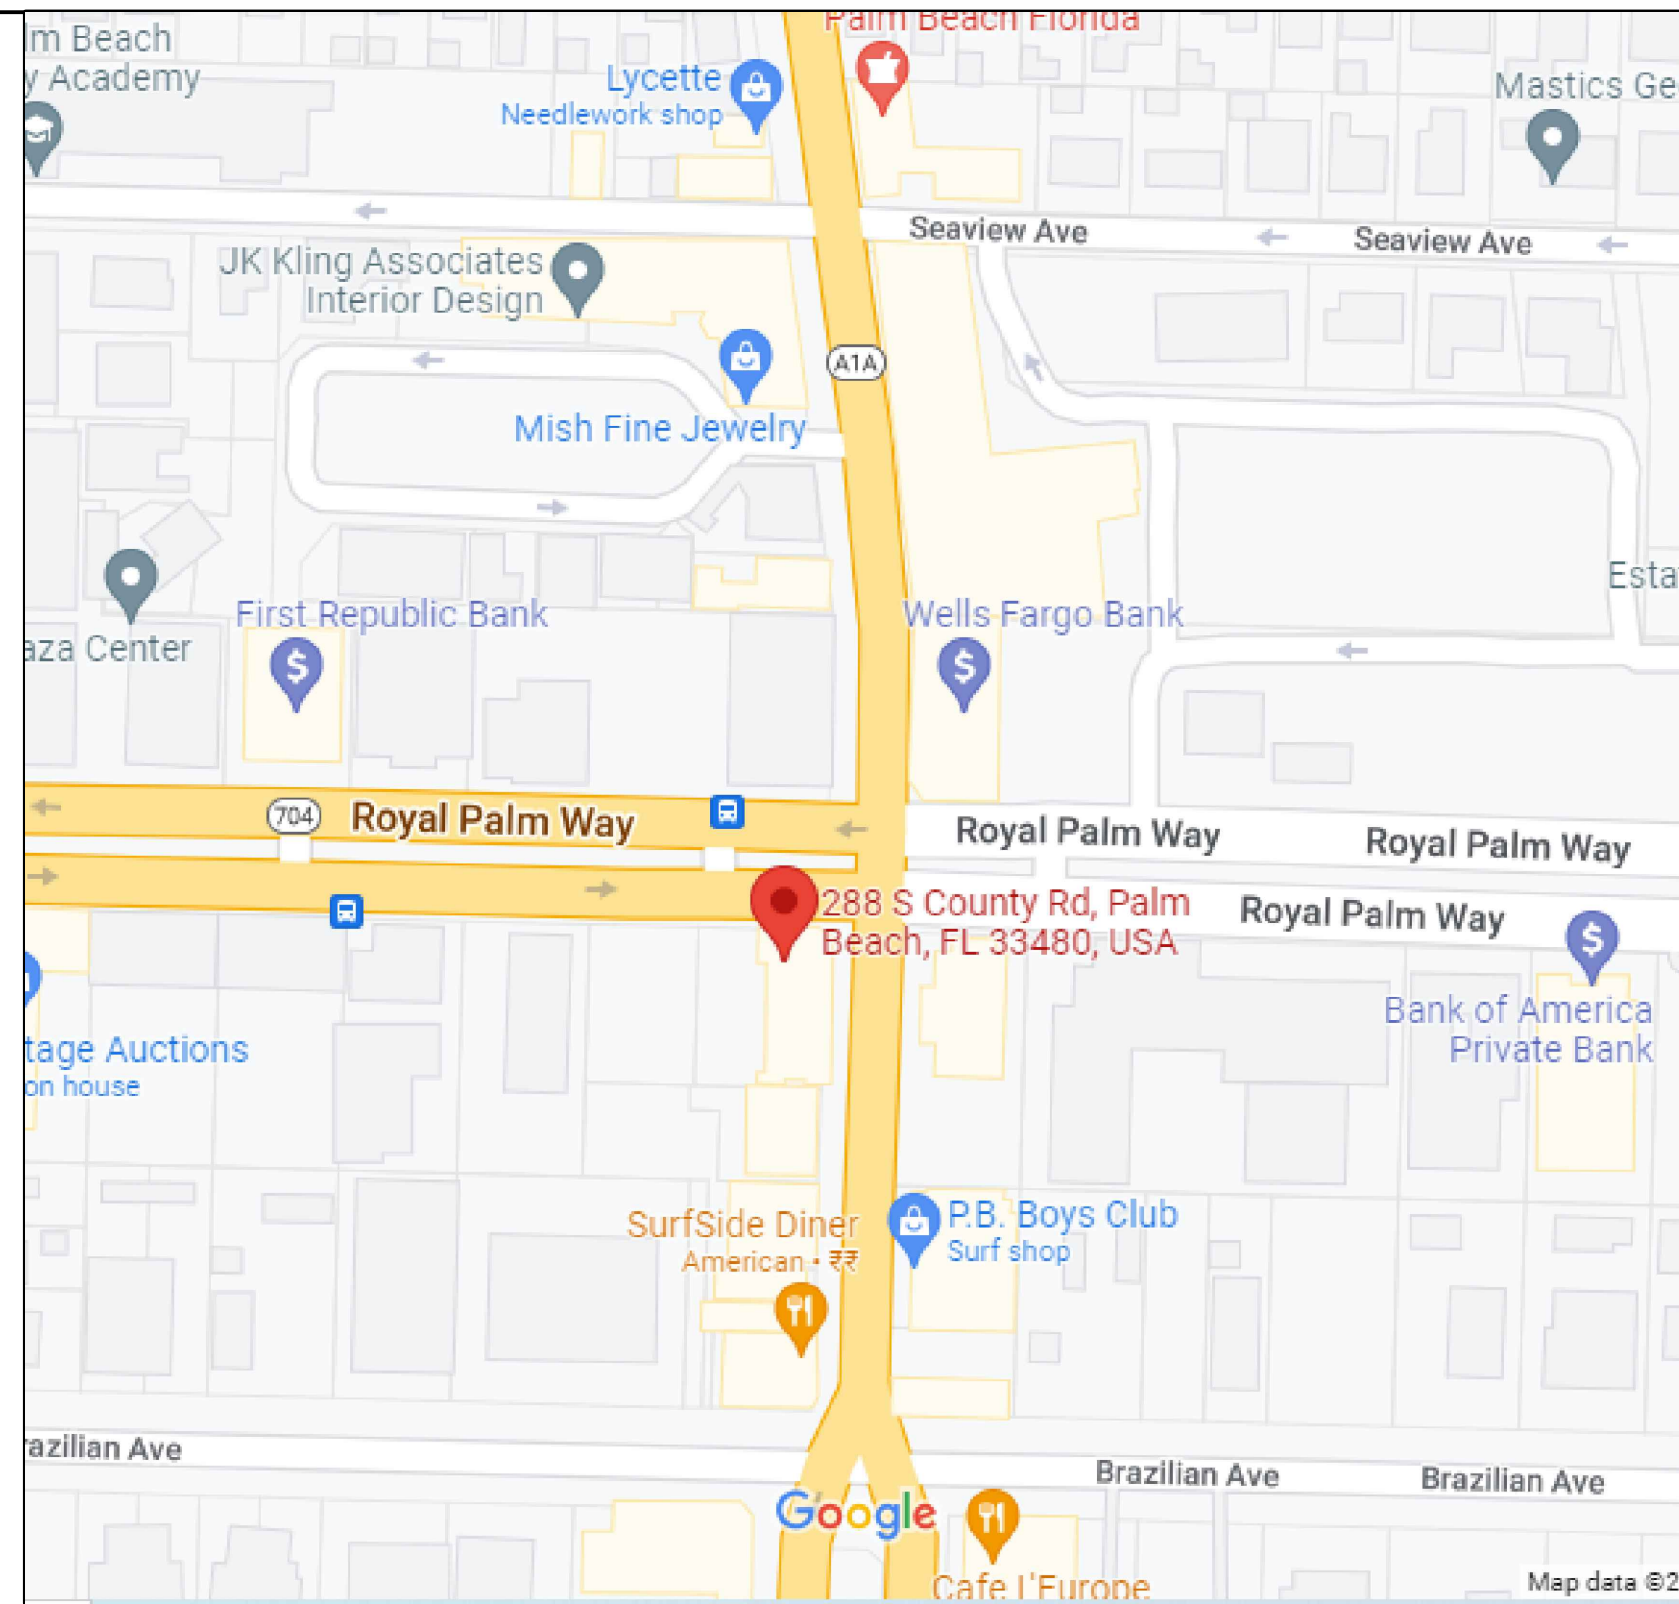 Palm Beach Florida
lm Beach
y Academy
Lycette
Needlework shop
Mastics Ge
Seaview Ave
Seaview Ave
JK Kling Associates
Interior Design
A1A
Mish Fine Jewelry
Esta
First Republic Bank
Wells Fargo Bank
aza Center
704
Royal Palm Way
Royal Palm Way
Royal Palm Way
288 S County Rd, Palm
Beach, FL 33480, USA
Royal Palm Way
Bank of America
Private Bank
tage Auctions
on house
SurfSide Diner
American • ₹₹
P.B. Boys Club
Surf shop
razilian Ave
Brazilian Ave
Brazilian Ave
Google
Cafe l'Europe
Map data ©2